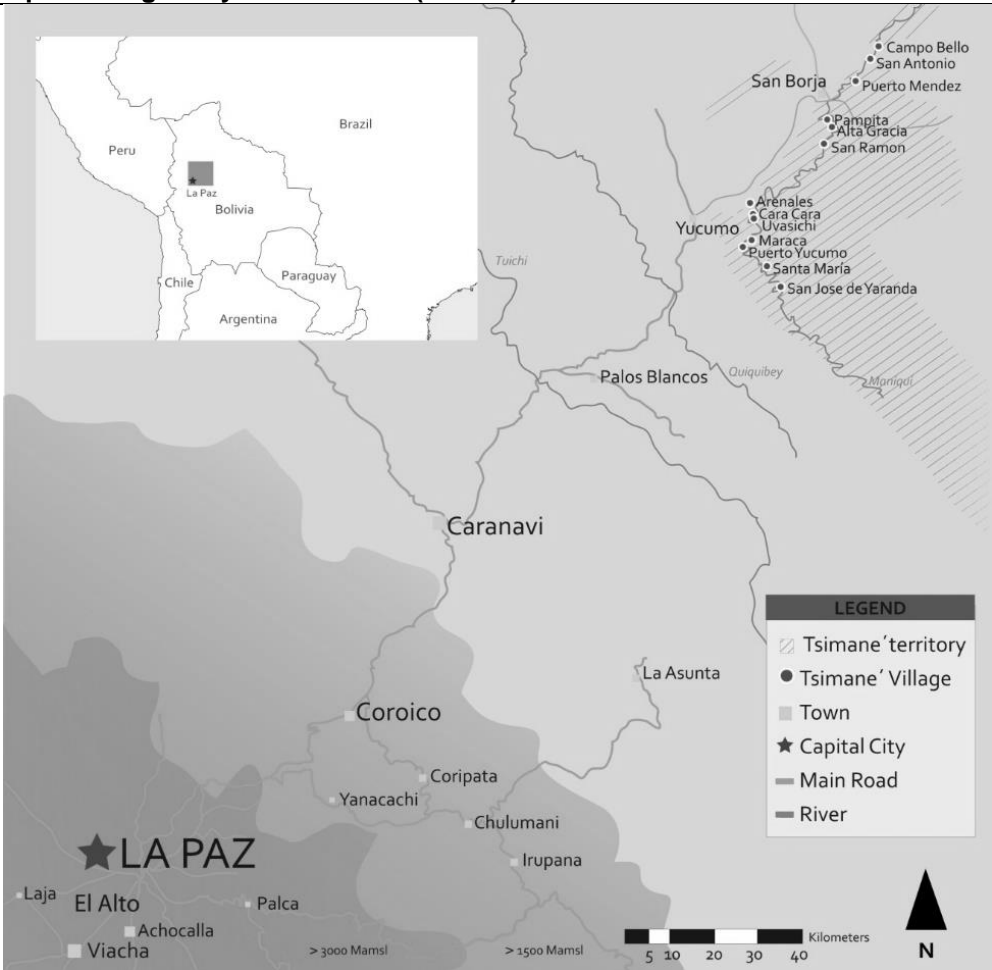 Brazil
Peru
La Paz
Bolivia
Chile
Paraguay
Argentina
Campo Bello
San Antonio
San Borja
Puerto Mendez
Pampita
Alta Gracia
San Ramon
Arenales
Cara Cara
Uvasichi
Yucumo
Maraca
Puerto Yucumo
Santa María
San Jose de Yaranda
Tuichi
Quiquibey
Maniqui
Palos Blancos
Caranavi
La Asunta
Coroico
Coripata
Yanacachi
Chulumani
Irupana
LA PAZ
Laja
El Alto
Palca
Achocalla
Viacha
> 3000 Mamsl
> 1500 Mamsl
LEGEND
Tsimane´territory
Tsimane´ Village
Town
Capital City
Main Road
River
Kilometers
5 10 20 30 40
N